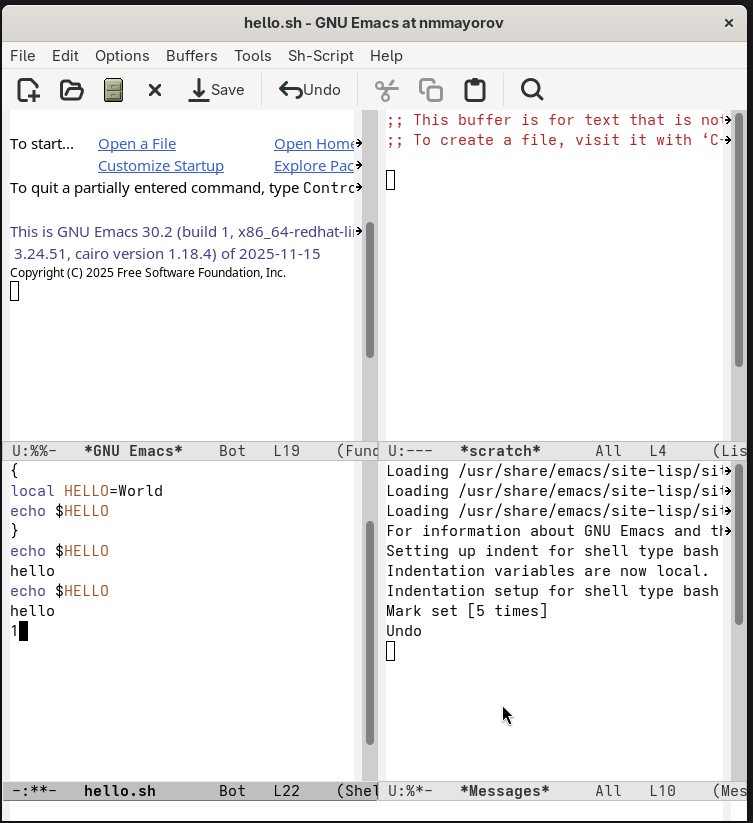 hello.sh - GNU Emacs at nmmayorov
File Edit Options Buffers Tools Sh-Script Help
Save Undo
To start... Open a File Open Home
Customize Startup Explore Pac
To quit a partially entered command, type Contro
This is GNU Emacs 30.2 (build 1, x86_64-redhat-li
3.24.51, cairo version 1.18.4) of 2025-11-15
Copyright (C) 2025 Free Software Foundation, Inc.
U:%%- *GNU Emacs* Bot L19 (Fund
;; This buffer is for text that is not
;; To create a file, visit it with ‘C-
U:--- *scratch* All L4 (Lis
{
local HELLO=World
echo $HELLO
}
echo $HELLO
hello
echo $HELLO
hello
1
-:**- hello.sh Bot L22 (Shel
Loading /usr/share/emacs/site-lisp/sit
Loading /usr/share/emacs/site-lisp/sit
Loading /usr/share/emacs/site-lisp/sit
For information about GNU Emacs and th
Setting up indent for shell type bash
Indentation variables are now local.
Indentation setup for shell type bash
Mark set [5 times]
Undo
U:%*- *Messages* All L10 (Mes